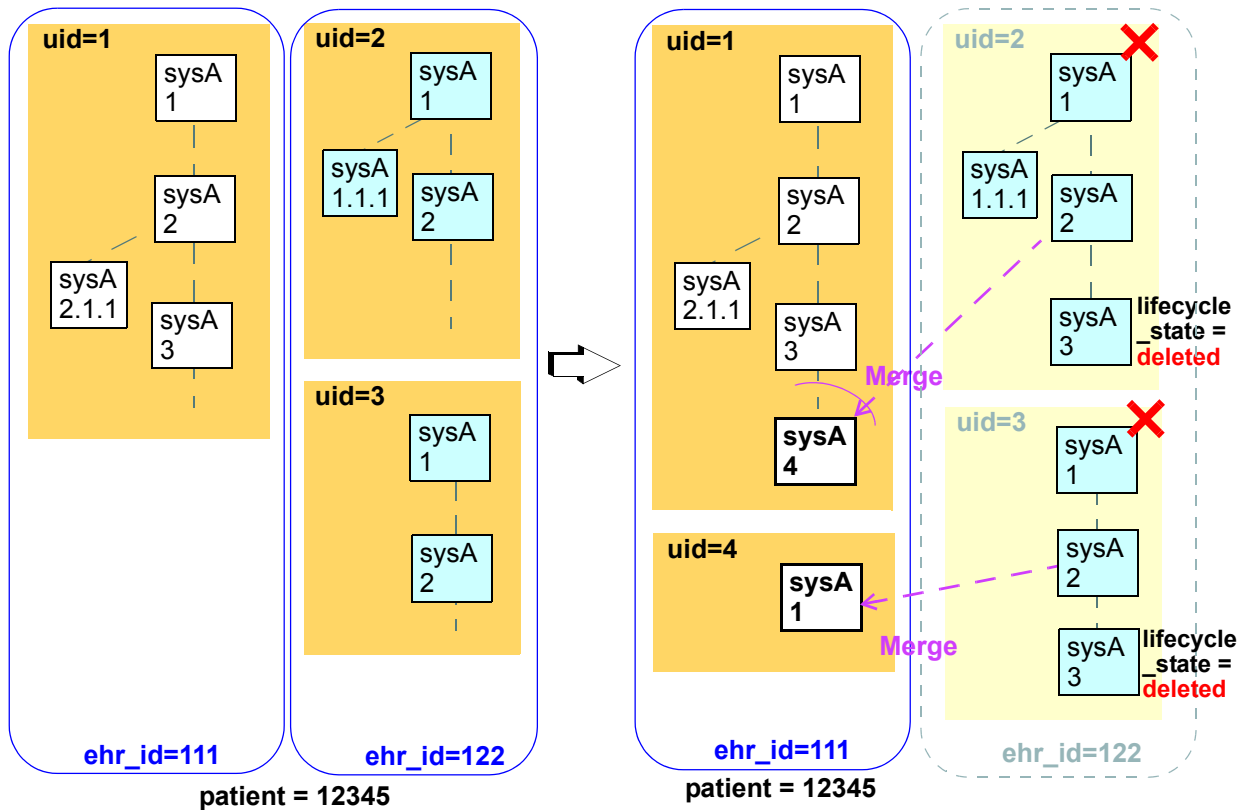 uid=1
sysA
1
sysA
2
sysA
2.1.1
sysA
3
ehr_id=111
uid=2
sysA
1
sysA
1.1.1
sysA
2
uid=3
sysA
1
sysA
2
ehr_id=122
patient = 12345
uid=1
sysA
1
sysA
2
sysA
2.1.1
sysA
3
Merge
sysA
4
uid=4
sysA
1
Merge
ehr_id=111
patient = 12345
uid=2
sysA
1
sysA
1.1.1
sysA
2
sysA
3
lifecycle
_state =
deleted
uid=3
sysA
1
sysA
2
sysA
3
lifecycle
_state =
deleted
ehr_id=122